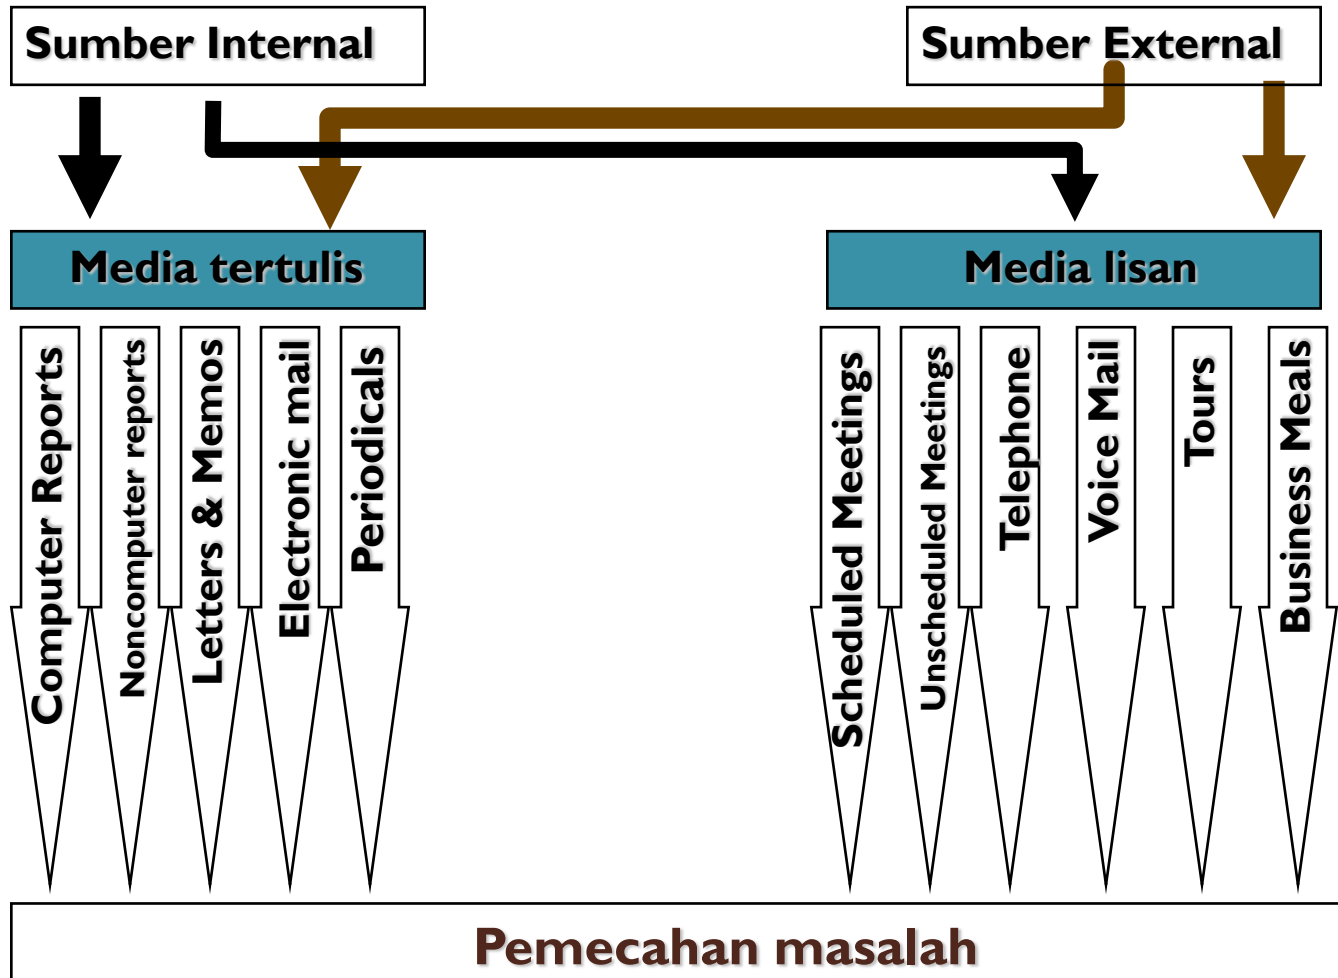 Sumber Internal
Sumber External
Media tertulis
Media lisan
Computer Reports
Noncomputer reports
Letters & Memos
Electronic mail
Periodicals
Scheduled Meetings
Unscheduled Meetings
Telephone
Voice Mail
Tours
Business Meals
Pemecahan masalah